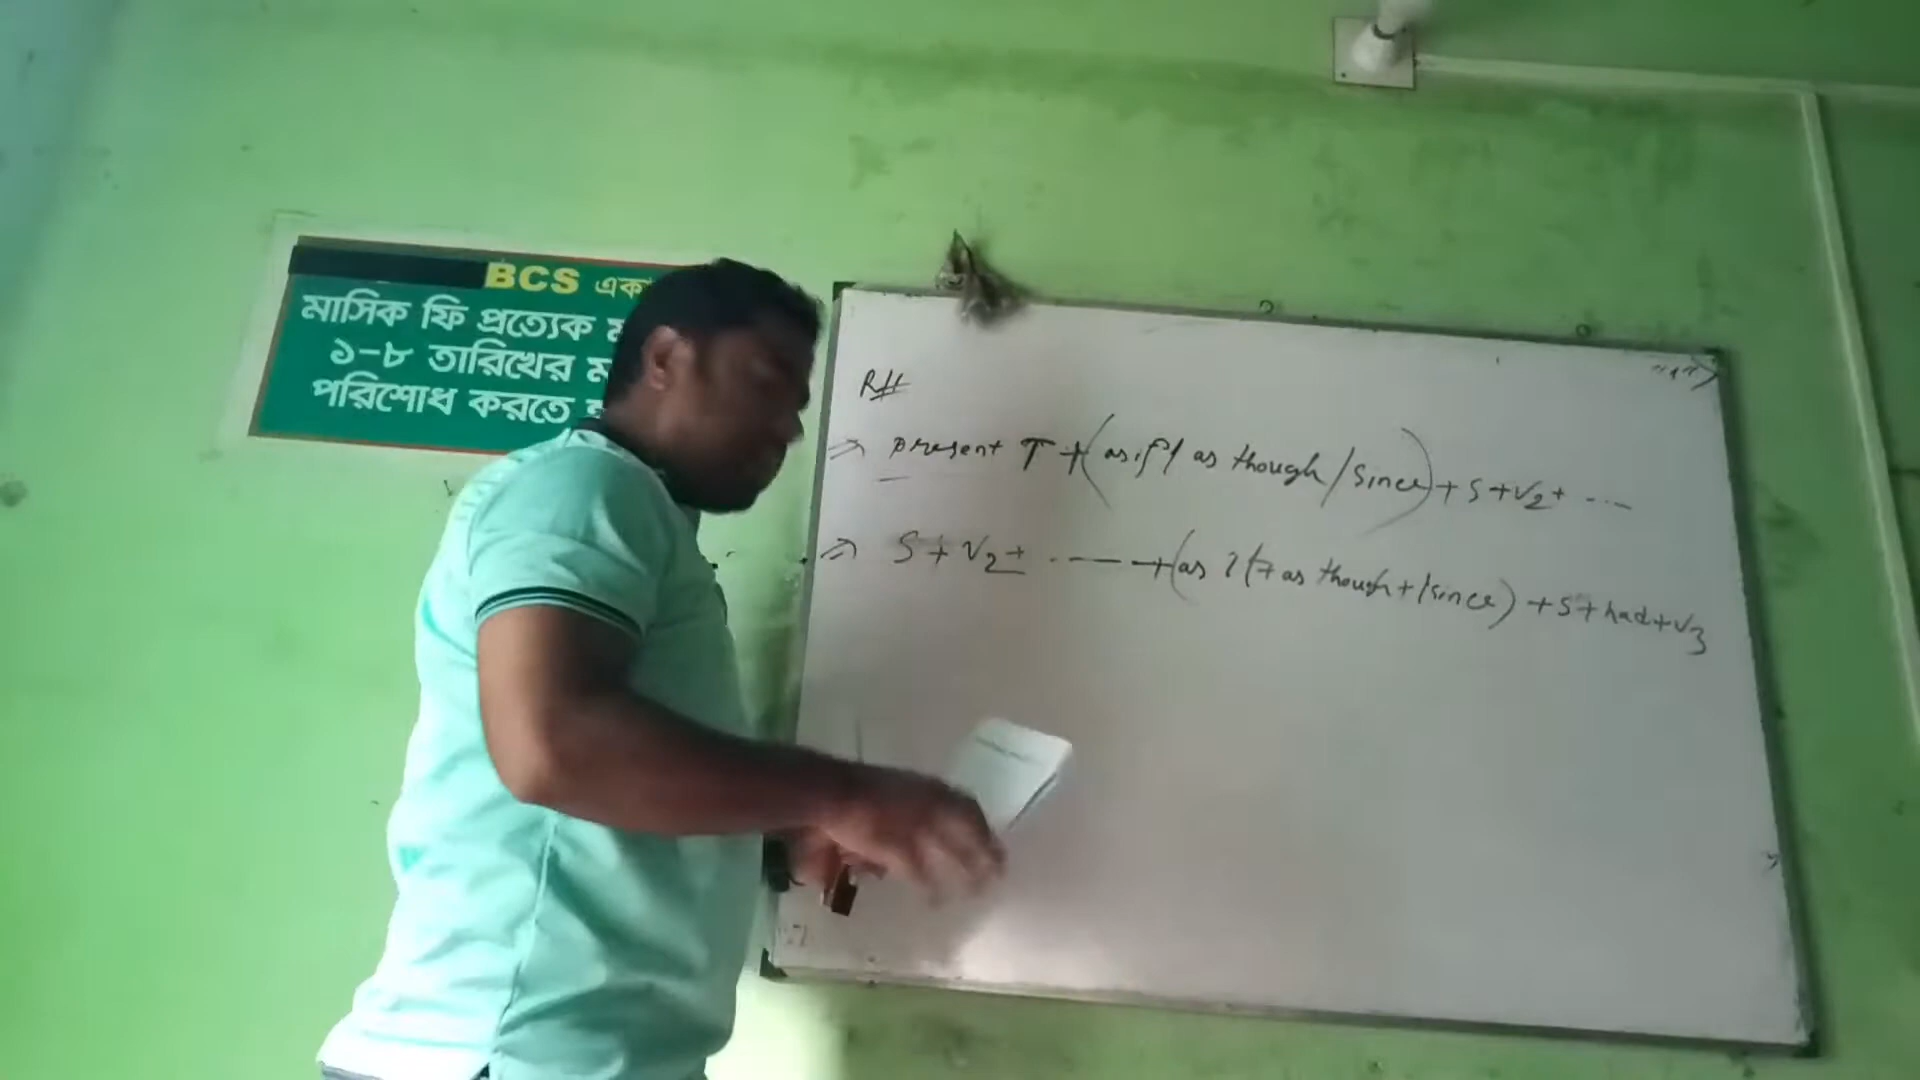 BCS একা
মাসিক ফি প্রত্যেক ম
১-৮ তারিখের ম
পরিশোধ করতে হ
R#
⇒ present T + (as if / as though / since) + S + V2 + ...
⇒ S + V2 + . — + (as if / as though + / since) + S + had + V3